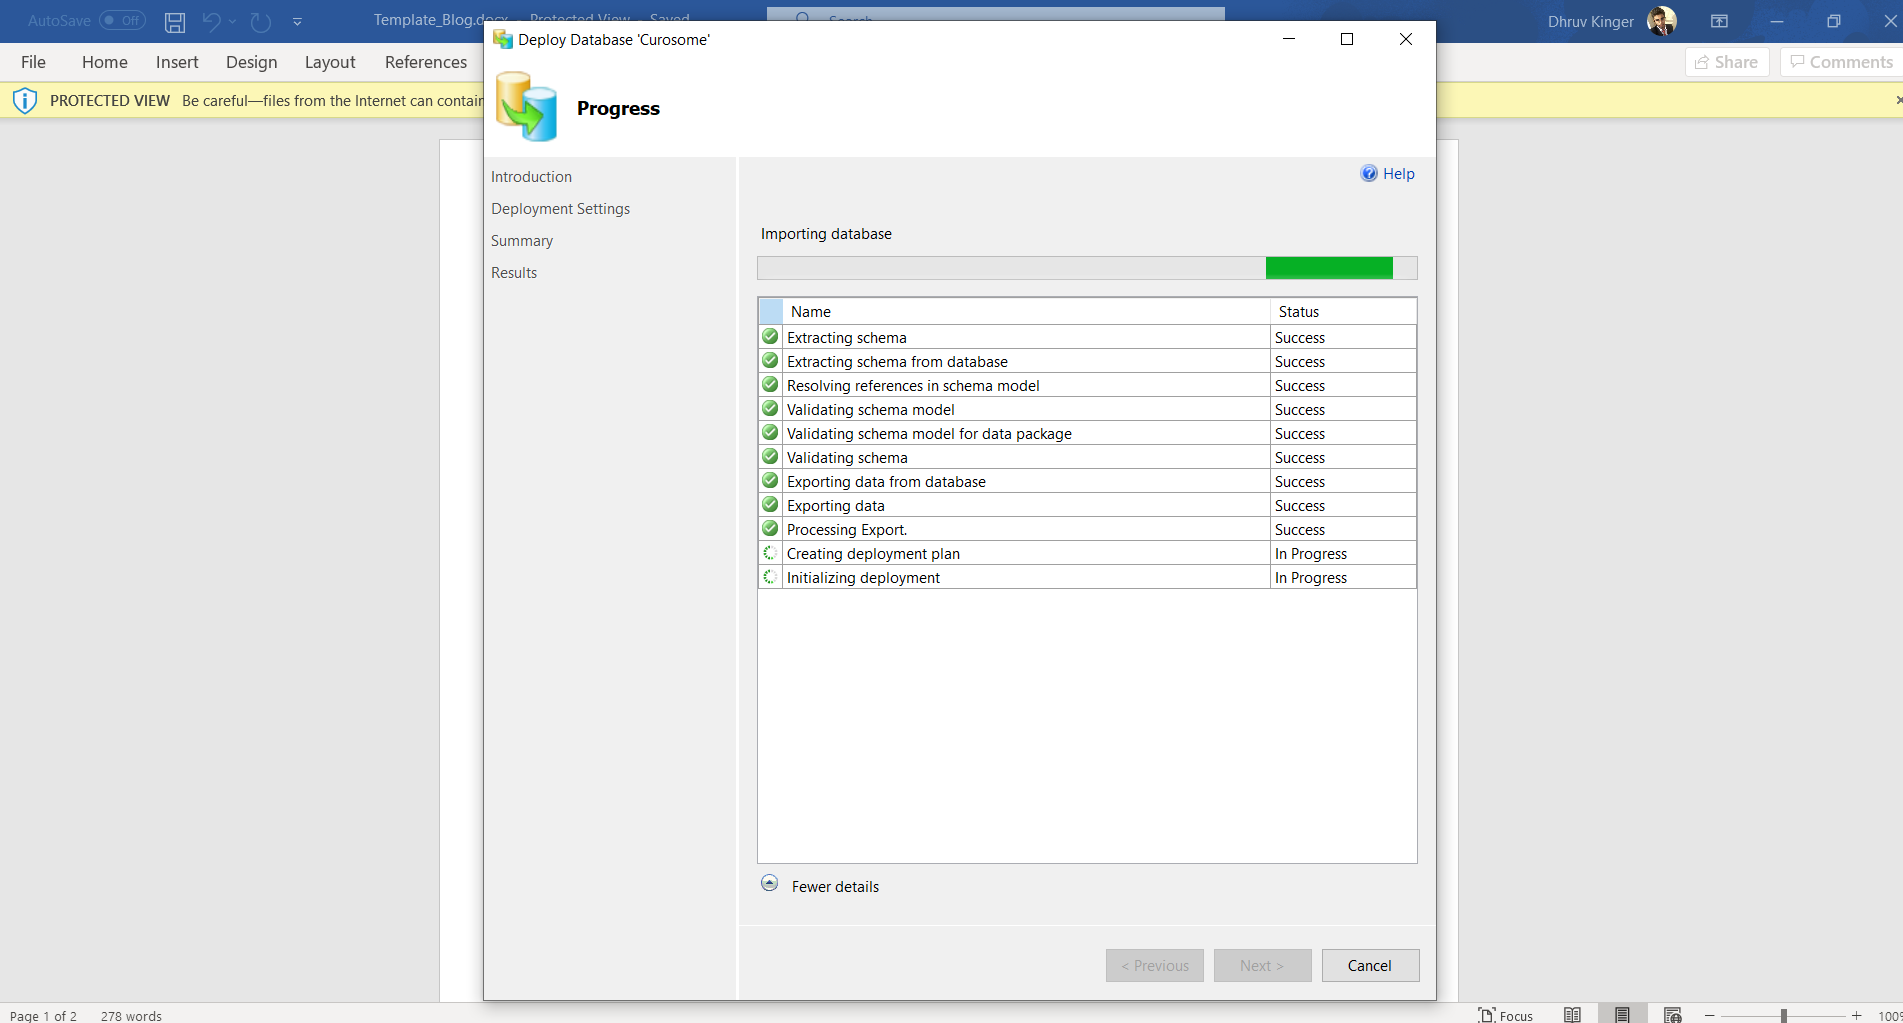 AutoSave Off Template_Blog.docx - Protected View - Saved Search Dhruv Kinger
File Home Insert Design Layout References Share Comments
PROTECTED VIEW Be careful—files from the Internet can contain
Deploy Database 'Curosome'
Progress
Introduction
Deployment Settings
Summary
Results
Help
Importing database
Name Status
Extracting schema Success
Extracting schema from database Success
Resolving references in schema model Success
Validating schema model Success
Validating schema model for data package Success
Validating schema Success
Exporting data from database Success
Exporting data Success
Processing Export. Success
Creating deployment plan In Progress
Initializing deployment In Progress
Fewer details
< Previous Next > Cancel
Page 1 of 2 278 words Focus 100%